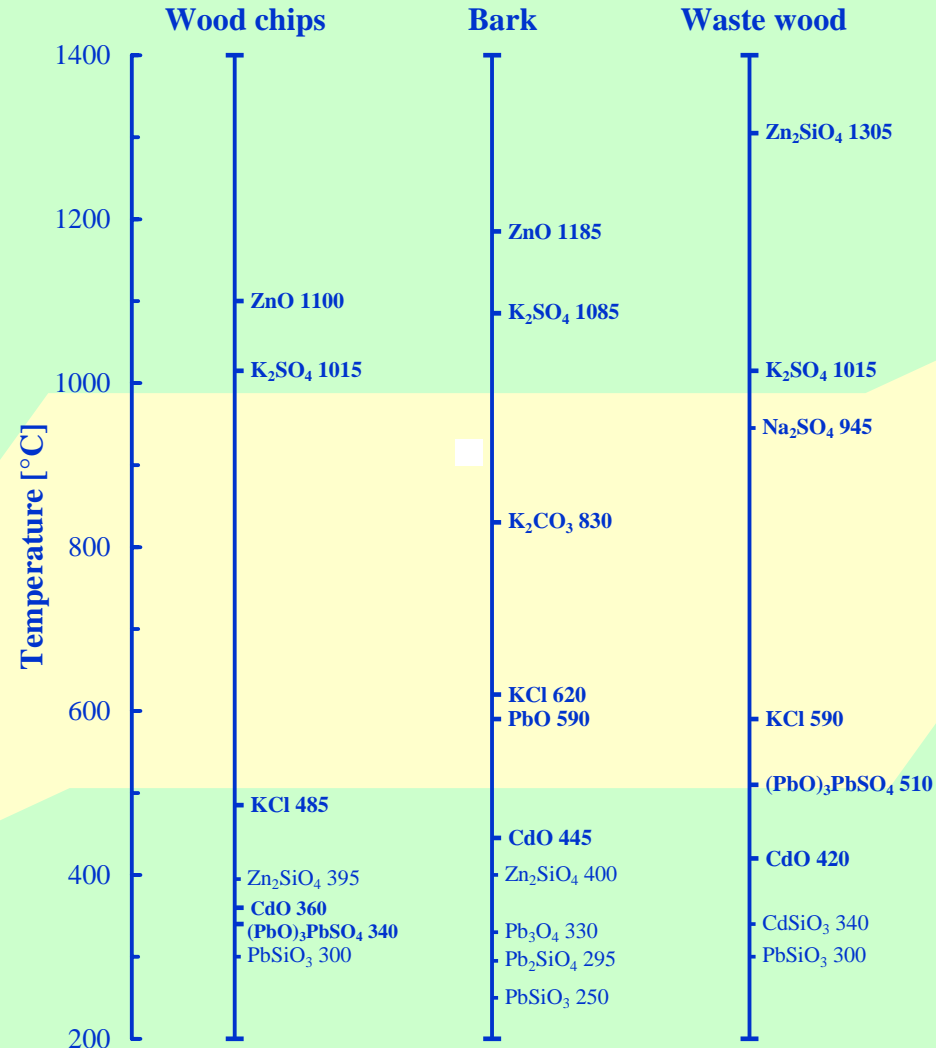 Wood chips
Bark
Waste wood
Temperature [°C]
1400
1200
1000
800
600
400
200
ZnO 1100
K₂SO₄ 1015
KCl 485
Zn₂SiO₄ 395
CdO 360
(PbO)₃PbSO₄ 340
PbSiO₃ 300
ZnO 1185
K₂SO₄ 1085
K₂CO₃ 830
KCl 620
PbO 590
CdO 445
Zn₂SiO₄ 400
Pb₃O₄ 330
Pb₂SiO₄ 295
PbSiO₃ 250
Zn₂SiO₄ 1305
K₂SO₄ 1015
Na₂SO₄ 945
KCl 590
(PbO)₃PbSO₄ 510
CdO 420
CdSiO₃ 340
PbSiO₃ 300